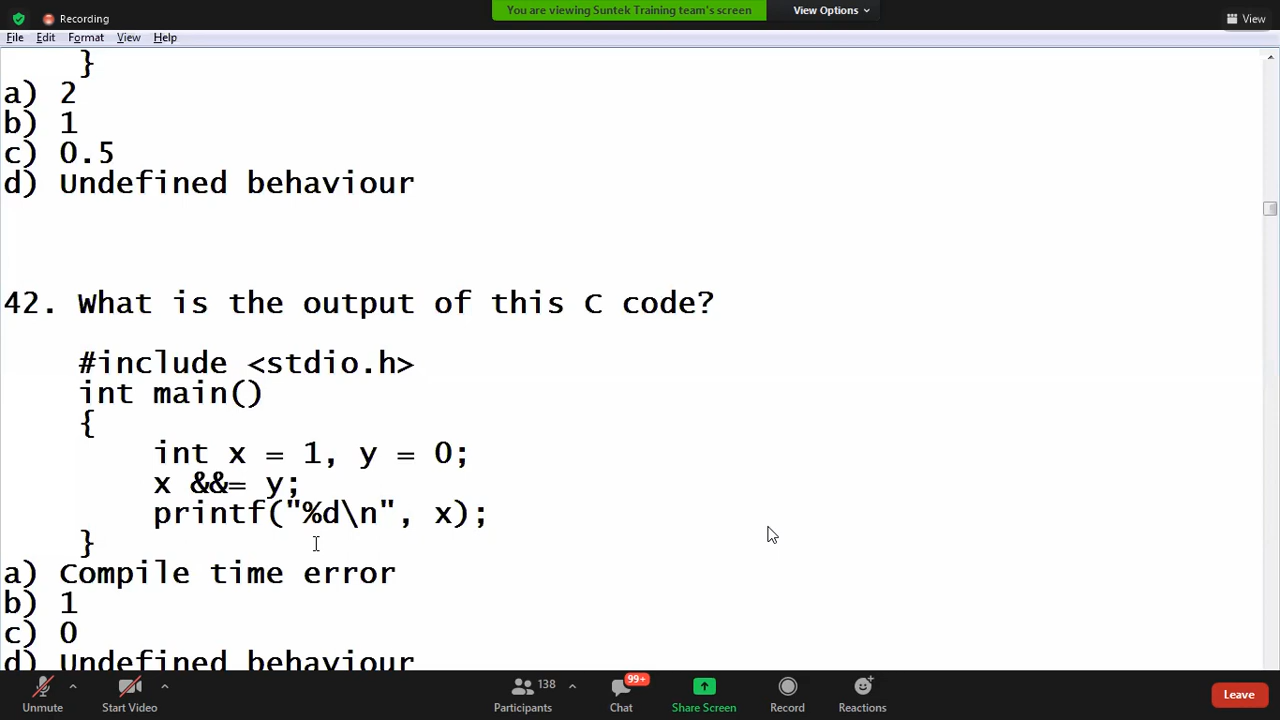 Recording
You are viewing Suntek Training team's screen
View Options
View
File Edit Format View Help
}
a) 2
b) 1
c) 0.5
d) Undefined behaviour
42. What is the output of this C code?
#include <stdio.h>
int main()
{
int x = 1, y = 0;
x &&= y;
printf("%d\n", x);
}
a) Compile time error
b) 1
c) 0
d) Undefined behaviour
Unmute
Start Video
138
Participants
99+
Chat
Share Screen
Record
Reactions
Leave